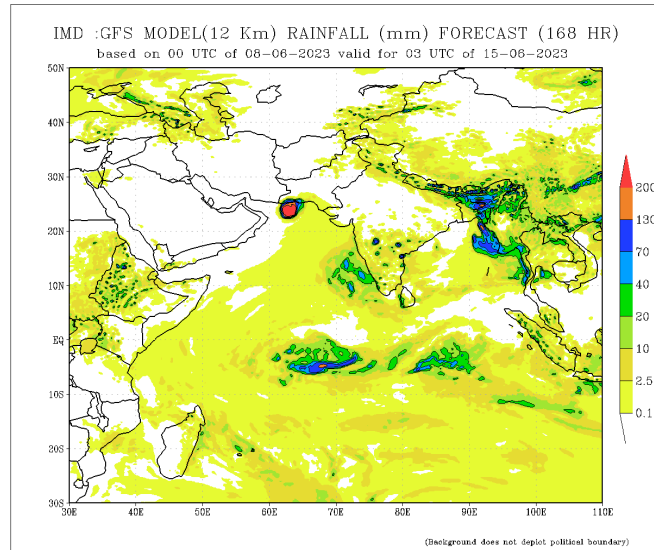 IMD :GFS MODEL(12 Km) RAINFALL (mm) FORECAST (168 HR)
based on 00 UTC of 08-06-2023 valid for 03 UTC of 15-06-2023
50N
40N
30N
20N
10N
EQ
10S
20S
30S
30E 40E 50E 60E 70E 80E 90E 100E 110E
200
130
70
40
20
10
2.5
0.1
(Background does not depict political boundary)